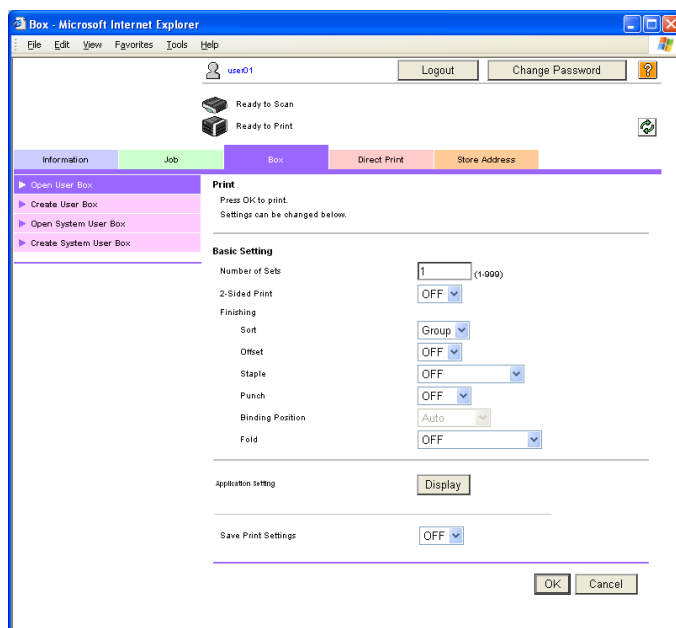 Box - Microsoft Internet Explorer
File Edit View Favorites Tools Help
user01 Logout Change Password ?
Ready to Scan
Ready to Print
Information Job Box Direct Print Store Address
Open User Box
Create User Box
Open System User Box
Create System User Box
Print
Press OK to print.
Settings can be changed below.
Basic Setting
Number of Sets 1 (1-999)
2-Sided Print OFF
Finishing
Sort Group
Offset OFF
Staple OFF
Punch OFF
Binding Position Auto
Fold OFF
Application Setting Display
Save Print Settings OFF
OK Cancel